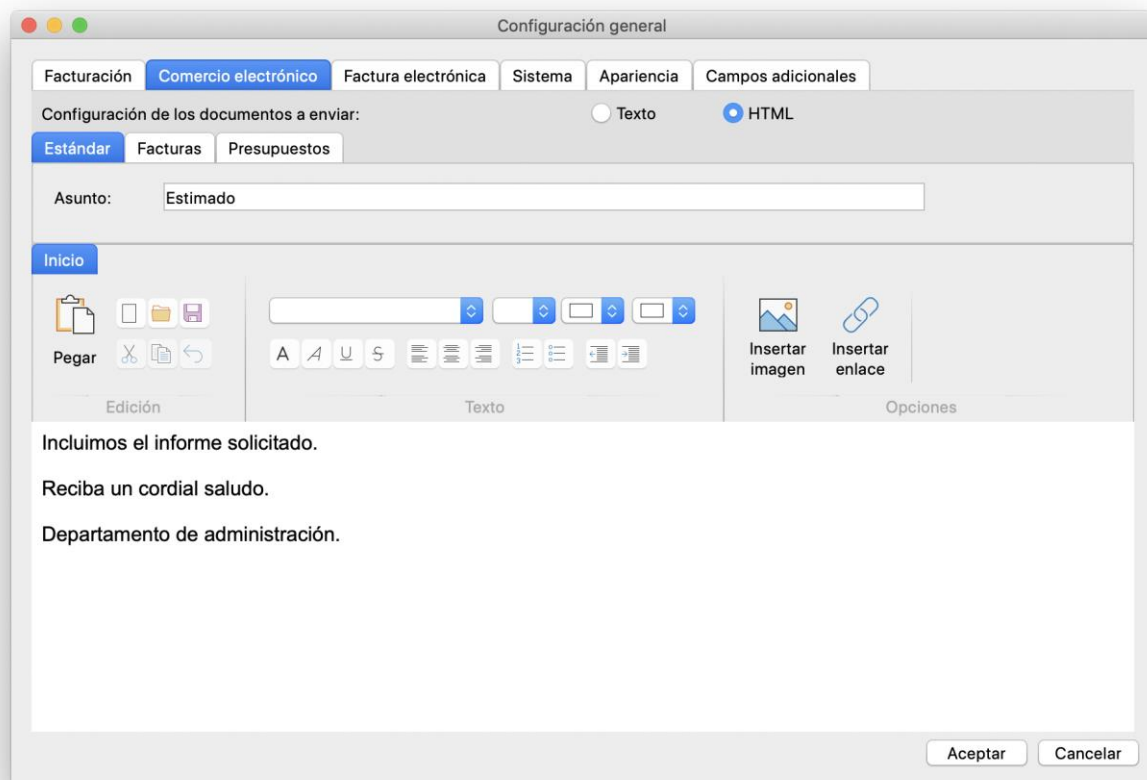 Configuración general
Facturación Comercio electrónico Factura electrónica Sistema Apariencia Campos adicionales
Configuración de los documentos a enviar: Texto HTML
Estándar Facturas Presupuestos
Asunto: Estimado
Inicio
Pegar
A A U S
Insertar imagen
Insertar enlace
Edición Texto Opciones
Incluimos el informe solicitado.
Reciba un cordial saludo.
Departamento de administración.
Aceptar Cancelar